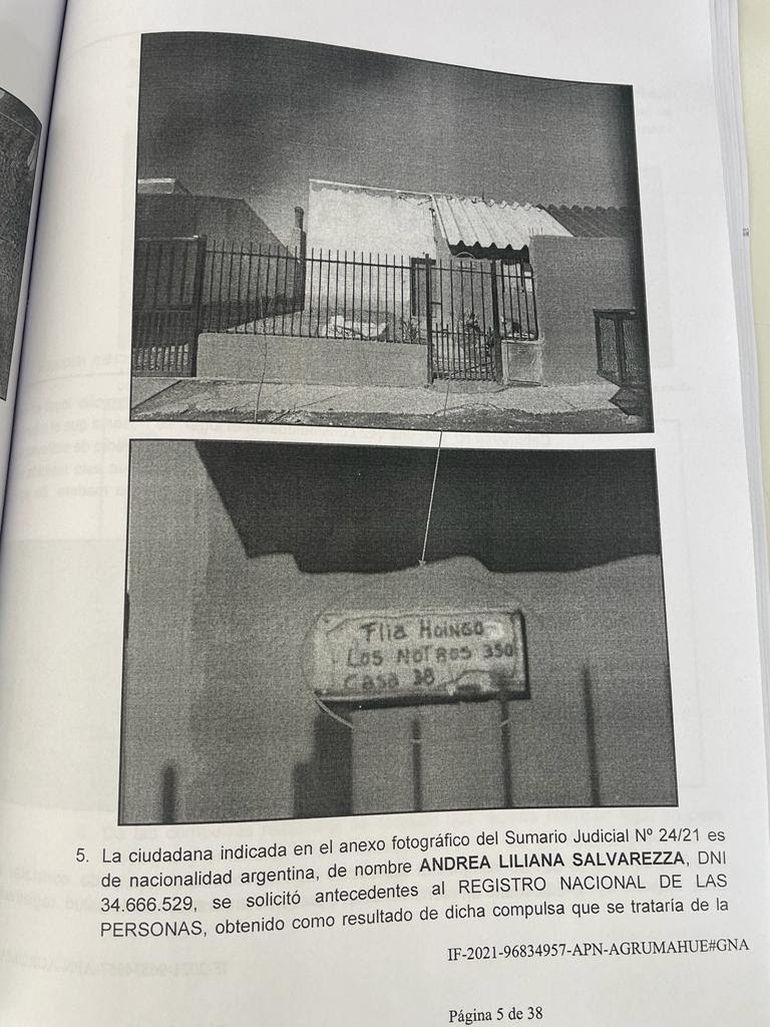 Flia HUINGO
LOS NOTROS 350
Casa 38
5. La ciudadana indicada en el anexo fotográfico del Sumario Judicial Nº 24/21 es
de nacionalidad argentina, de nombre ANDREA LILIANA SALVAREZZA, DNI
34.666.529, se solicitó antecedentes al REGISTRO NACIONAL DE LAS
PERSONAS, obtenido como resultado de dicha compulsa que se trataría de la
IF-2021-96834957-APN-AGRUMAHUE#GNA
Página 5 de 38